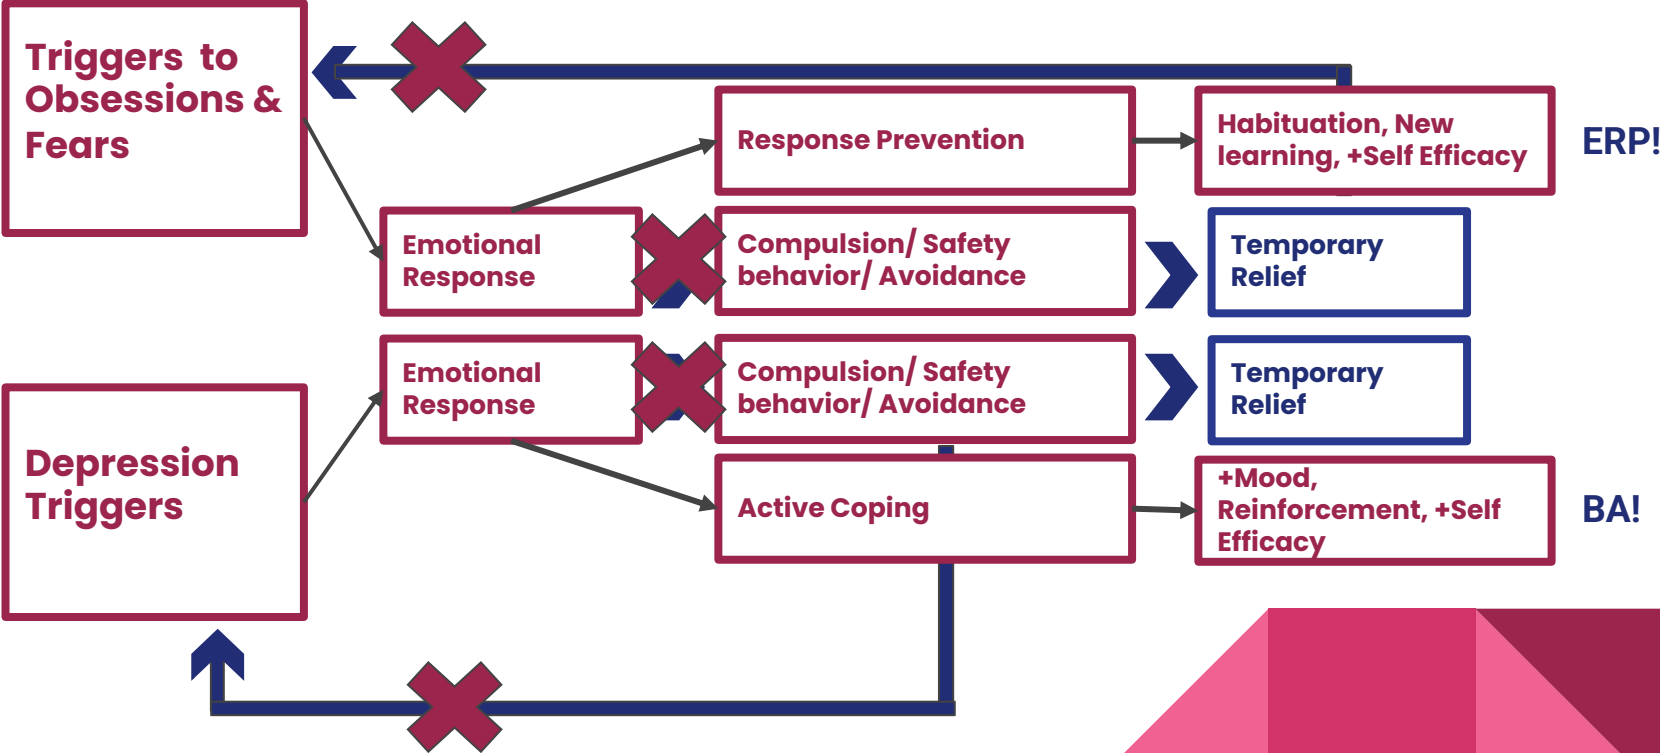 Triggers to
Obsessions &
Fears
Response Prevention
Habituation, New
learning, +Self Efficacy
ERP!
Emotional
Response
Compulsion/ Safety
behavior/ Avoidance
Temporary
Relief
Emotional
Response
Compulsion/ Safety
behavior/ Avoidance
Temporary
Relief
Depression
Triggers
Active Coping
+Mood,
Reinforcement, +Self
Efficacy
BA!